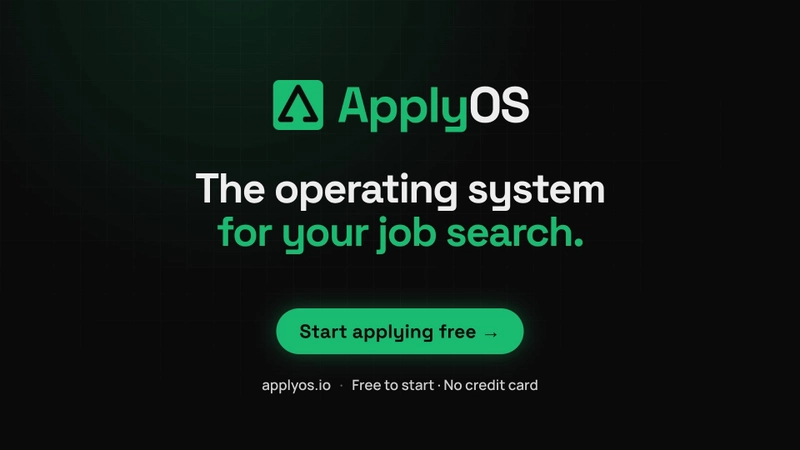 ApplyOS
The operating system
for your job search.
Start applying free →
applyos.io · Free to start · No credit card